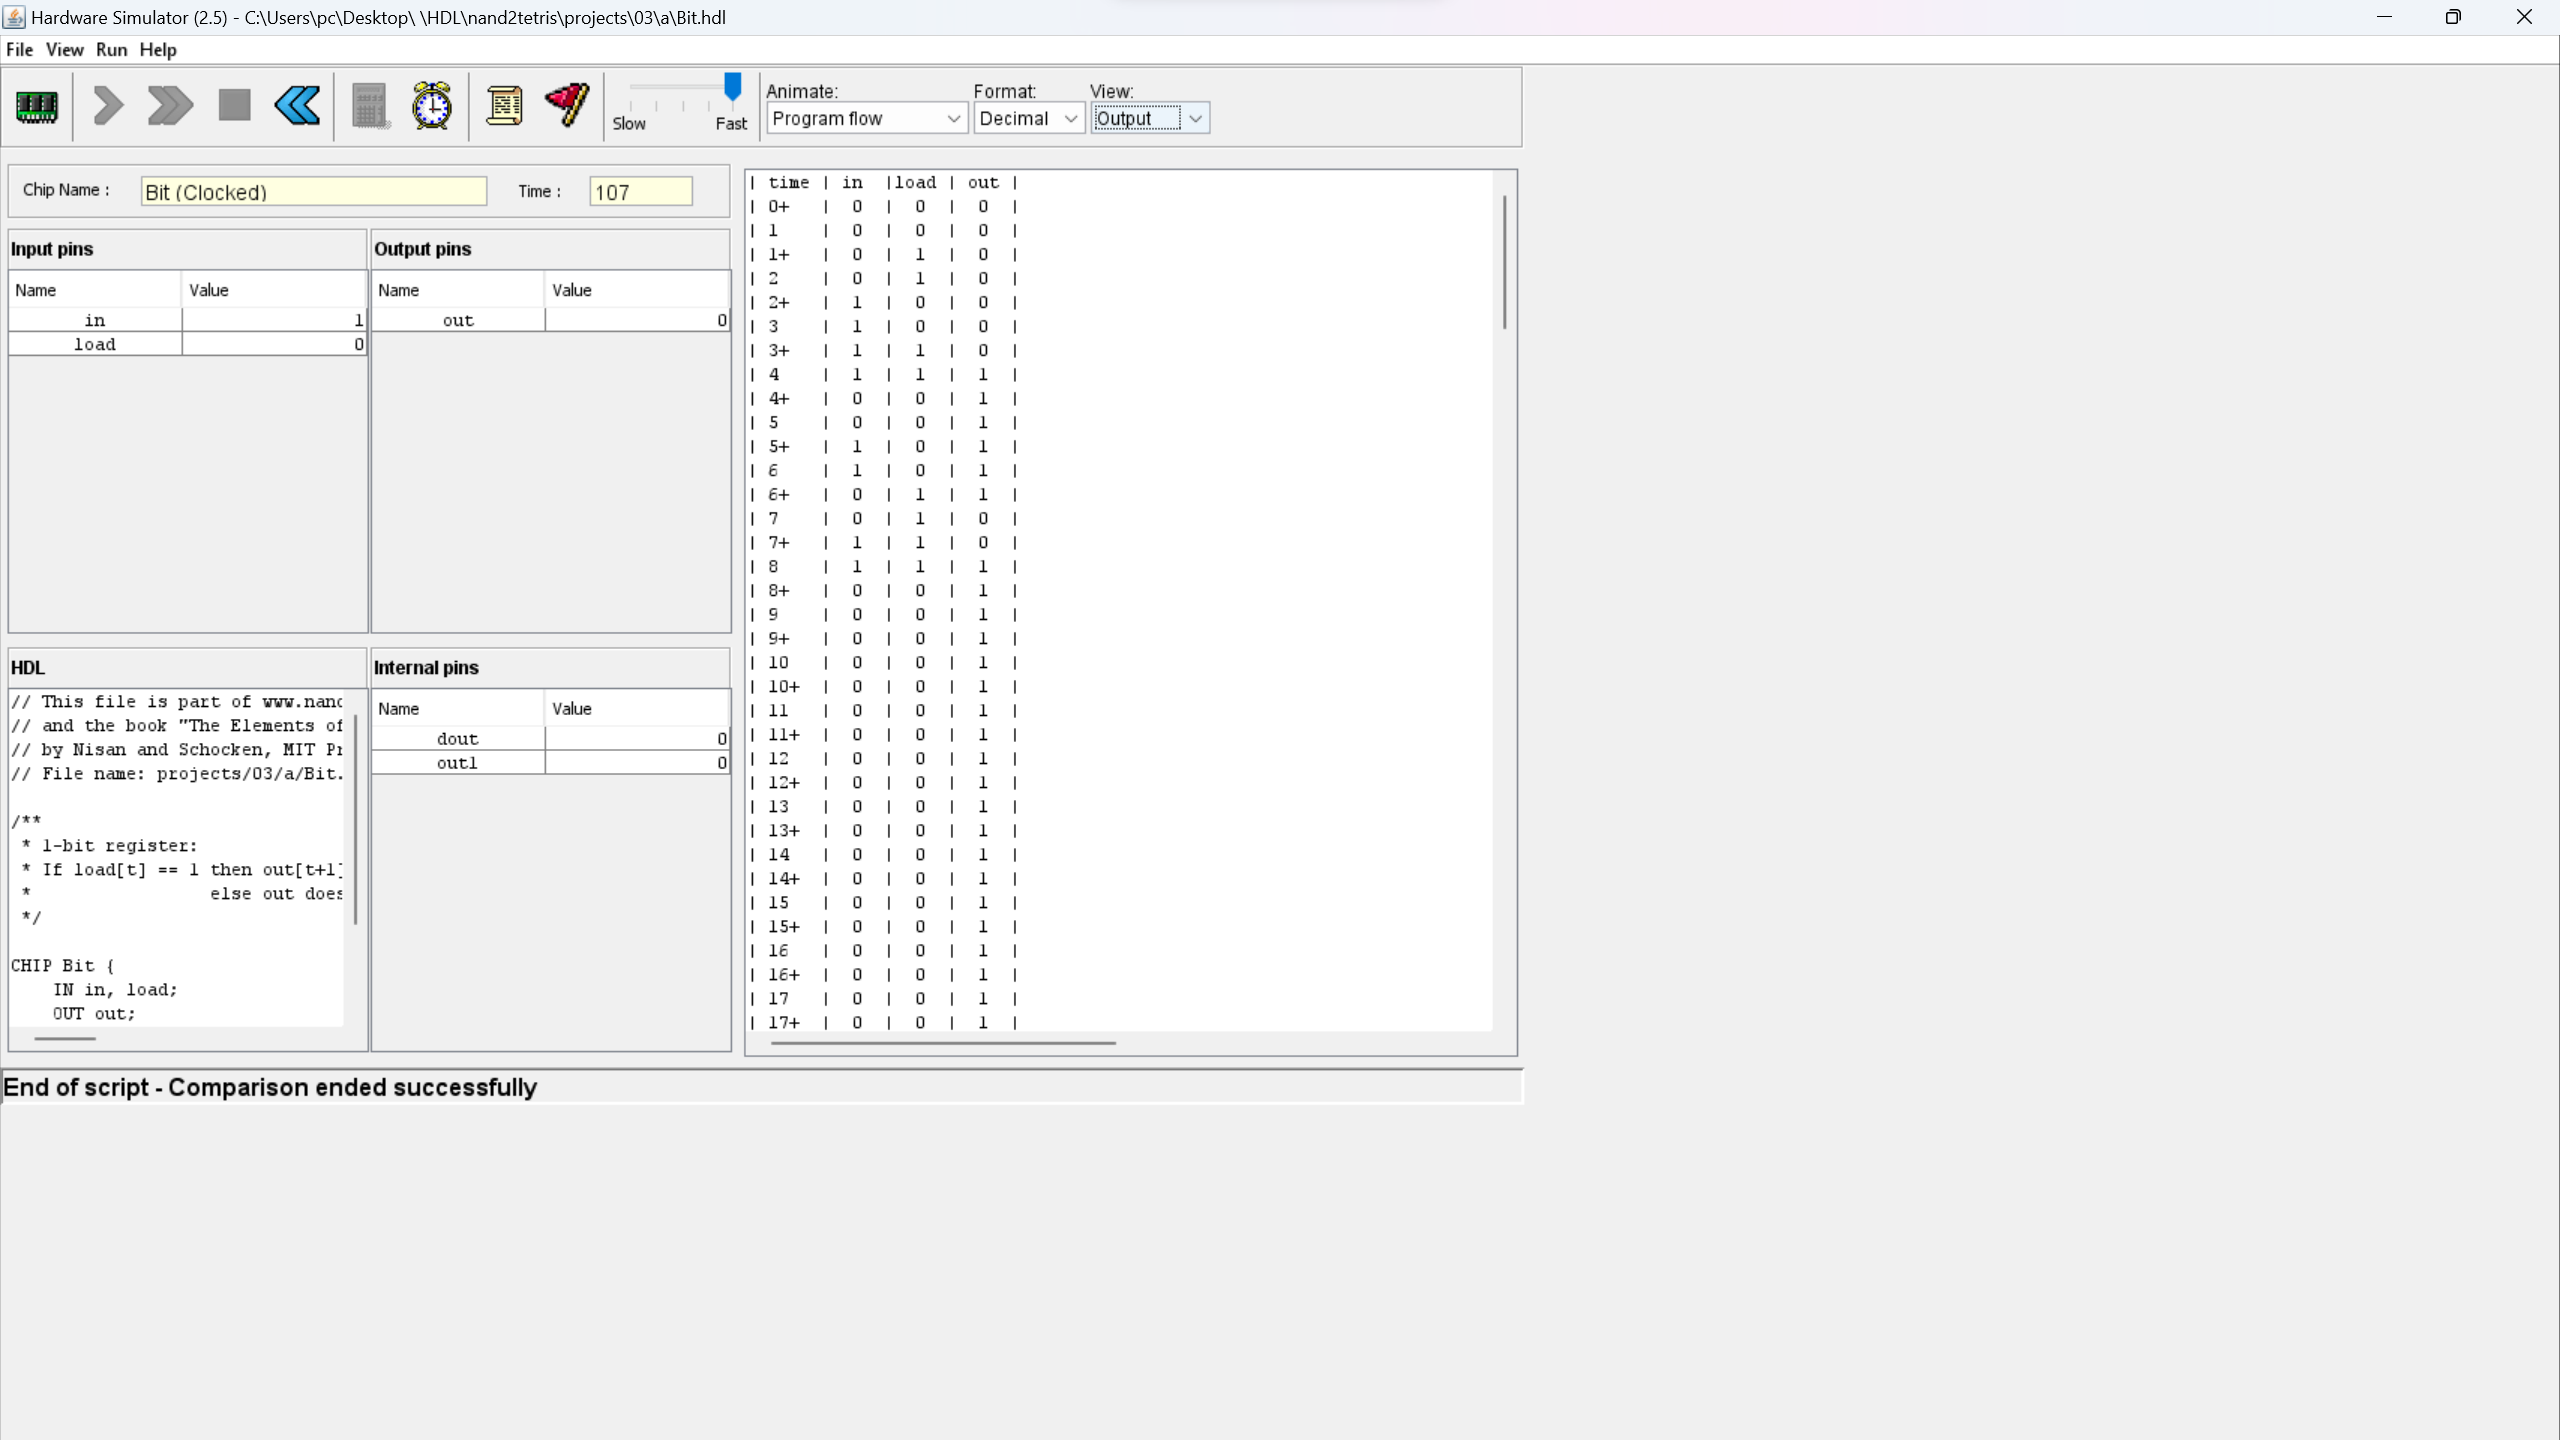 Hardware Simulator (2.5) - C:\Users\pc\Desktop\ \HDL\nand2tetris\projects\03\a\Bit.hdl
File View Run Help
Slow Fast
Animate: Format: View:
Program flow Decimal Output
Chip Name : Bit (Clocked) Time : 107
Input pins
Name Value
in 1
load 0
Output pins
Name Value
out 0
HDL
// This file is part of www.nand
// and the book "The Elements of
// by Nisan and Schocken, MIT Pr
// File name: projects/03/a/Bit.
/**
* 1-bit register:
* If load[t] == 1 then out[t+1]
* else out does
*/
CHIP Bit {
IN in, load;
OUT out;
Internal pins
Name Value
dout 0
out1 0
| time | in |load | out |
| 0+ | 0 | 0 | 0 |
| 1 | 0 | 0 | 0 |
| 1+ | 0 | 1 | 0 |
| 2 | 0 | 1 | 0 |
| 2+ | 1 | 0 | 0 |
| 3 | 1 | 0 | 0 |
| 3+ | 1 | 1 | 0 |
| 4 | 1 | 1 | 1 |
| 4+ | 0 | 0 | 1 |
| 5 | 0 | 0 | 1 |
| 5+ | 1 | 0 | 1 |
| 6 | 1 | 0 | 1 |
| 6+ | 0 | 1 | 1 |
| 7 | 0 | 1 | 0 |
| 7+ | 1 | 1 | 0 |
| 8 | 1 | 1 | 1 |
| 8+ | 0 | 0 | 1 |
| 9 | 0 | 0 | 1 |
| 9+ | 0 | 0 | 1 |
| 10 | 0 | 0 | 1 |
| 10+ | 0 | 0 | 1 |
| 11 | 0 | 0 | 1 |
| 11+ | 0 | 0 | 1 |
| 12 | 0 | 0 | 1 |
| 12+ | 0 | 0 | 1 |
| 13 | 0 | 0 | 1 |
| 13+ | 0 | 0 | 1 |
| 14 | 0 | 0 | 1 |
| 14+ | 0 | 0 | 1 |
| 15 | 0 | 0 | 1 |
| 15+ | 0 | 0 | 1 |
| 16 | 0 | 0 | 1 |
| 16+ | 0 | 0 | 1 |
| 17 | 0 | 0 | 1 |
| 17+ | 0 | 0 | 1 |
End of script - Comparison ended successfully